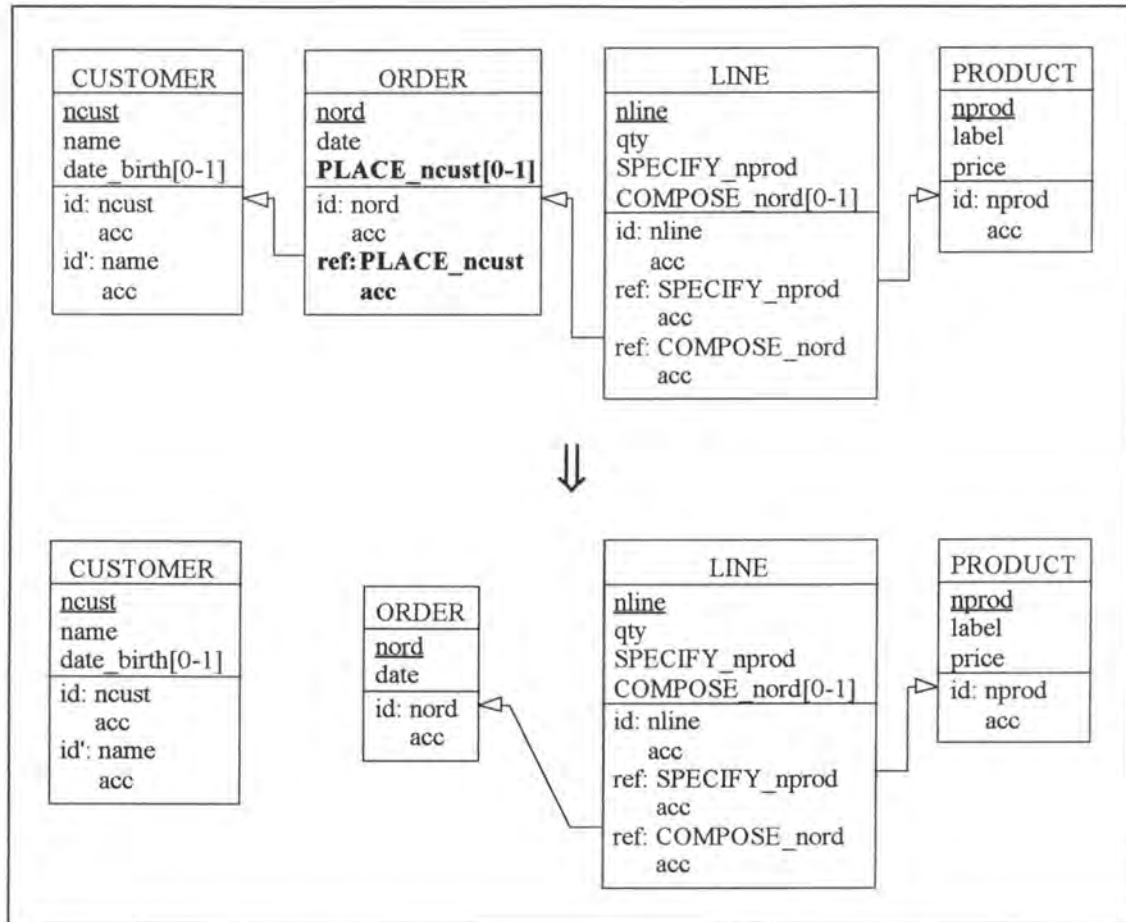 CUSTOMER
ncust
name
date_birth[0-1]
id: ncust
acc
id': name
acc
ORDER
nord
date
PLACE_ncust[0-1]
id: nord
acc
ref:PLACE_ncust
acc
LINE
nline
qty
SPECIFY_nprod
COMPOSE_nord[0-1]
id: nline
acc
ref: SPECIFY_nprod
acc
ref: COMPOSE_nord
acc
PRODUCT
nprod
label
price
id: nprod
acc
CUSTOMER
ncust
name
date_birth[0-1]
id: ncust
acc
id': name
acc
ORDER
nord
date
id: nord
acc
LINE
nline
qty
SPECIFY_nprod
COMPOSE_nord[0-1]
id: nline
acc
ref: SPECIFY_nprod
acc
ref: COMPOSE_nord
acc
PRODUCT
nprod
label
price
id: nprod
acc